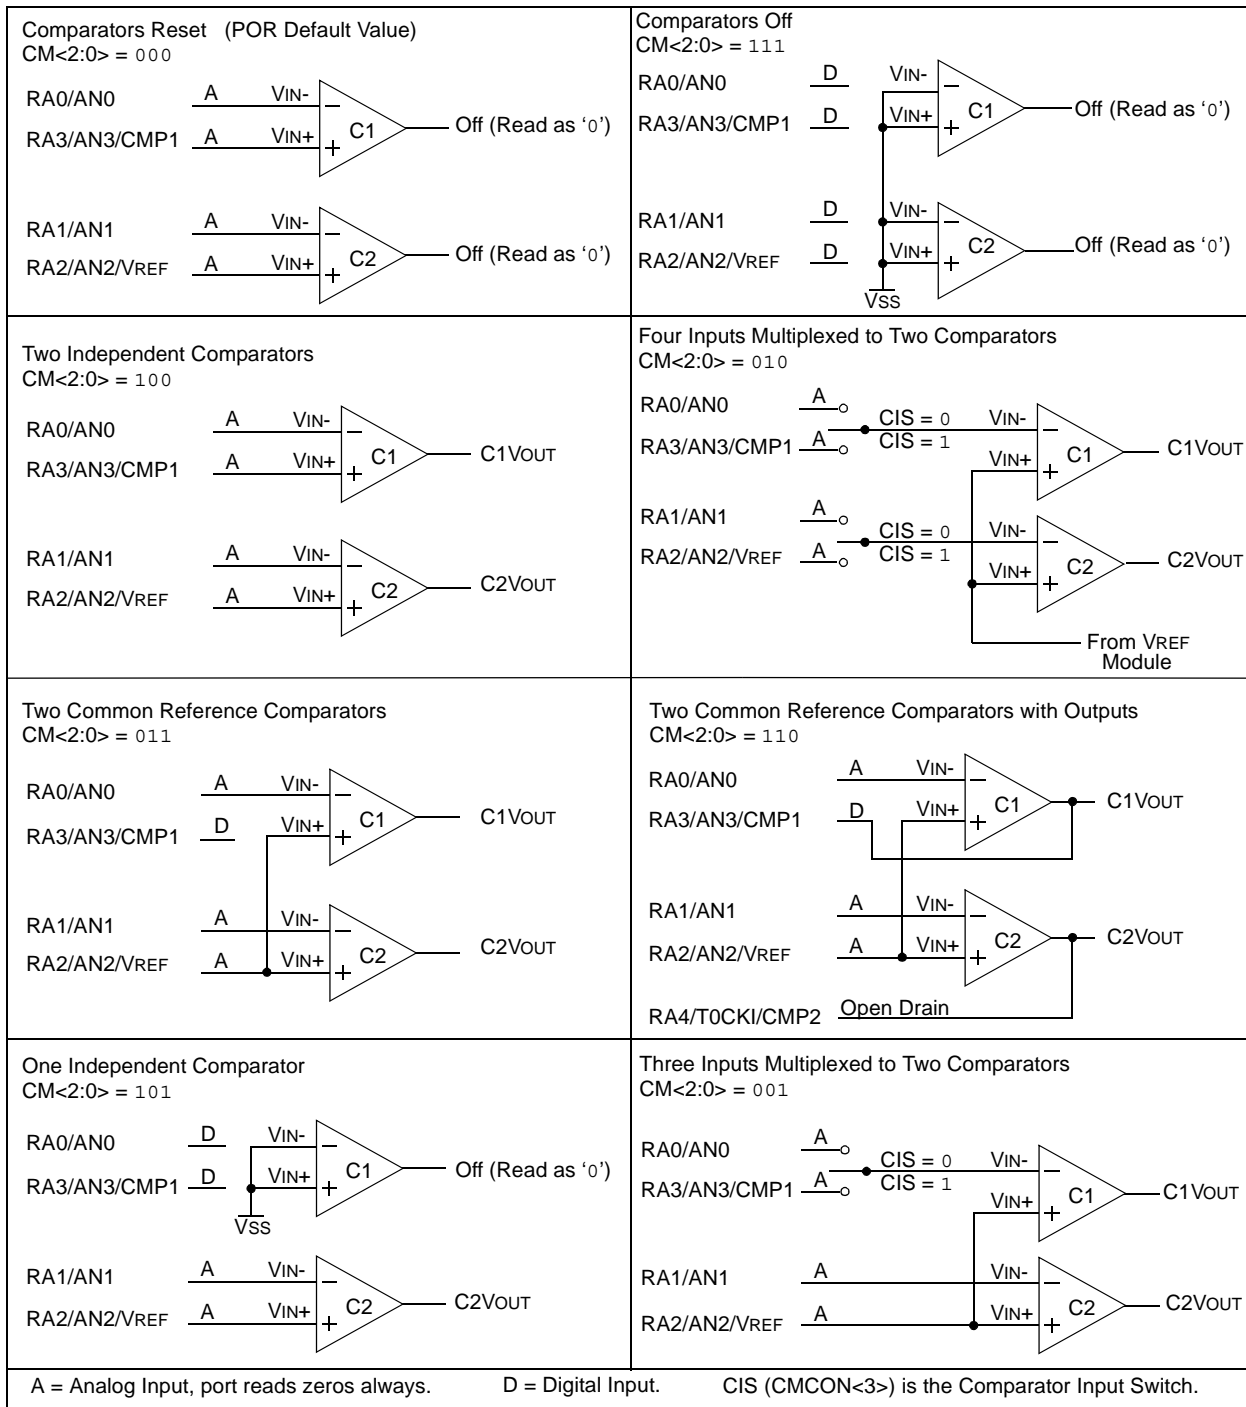 Comparators Reset (POR Default Value)
CM<2:0> = 000
RA0/AN0 A VIN- −
RA3/AN3/CMP1 A VIN+ + C1 Off (Read as ‘0’)
RA1/AN1 A VIN- −
RA2/AN2/VREF A VIN+ + C2 Off (Read as ‘0’)
Comparators Off
CM<2:0> = 111
RA0/AN0 D VIN- −
RA3/AN3/CMP1 D VIN+ + C1 Off (Read as ‘0’)
RA1/AN1 D VIN- −
RA2/AN2/VREF D VIN+ + C2 Off (Read as ‘0’)
VSS
Two Independent Comparators
CM<2:0> = 100
RA0/AN0 A VIN- −
RA3/AN3/CMP1 A VIN+ + C1 C1VOUT
RA1/AN1 A VIN- −
RA2/AN2/VREF A VIN+ + C2 C2VOUT
Four Inputs Multiplexed to Two Comparators
CM<2:0> = 010
RA0/AN0 A CIS = 0 VIN- −
RA3/AN3/CMP1 A CIS = 1 VIN+ + C1 C1VOUT
RA1/AN1 A CIS = 0 VIN- −
RA2/AN2/VREF A CIS = 1 VIN+ + C2 C2VOUT
From VREF
Module
Two Common Reference Comparators
CM<2:0> = 011
RA0/AN0 A VIN- −
RA3/AN3/CMP1 D VIN+ + C1 C1VOUT
RA1/AN1 A VIN- −
RA2/AN2/VREF A VIN+ + C2 C2VOUT
Two Common Reference Comparators with Outputs
CM<2:0> = 110
RA0/AN0 A VIN- −
RA3/AN3/CMP1 D VIN+ + C1 C1VOUT
RA1/AN1 A VIN- −
RA2/AN2/VREF A VIN+ + C2 C2VOUT
RA4/T0CKI/CMP2 Open Drain
One Independent Comparator
CM<2:0> = 101
RA0/AN0 D VIN- −
RA3/AN3/CMP1 D VIN+ + C1 Off (Read as ‘0’)
VSS
RA1/AN1 A VIN- −
RA2/AN2/VREF A VIN+ + C2 C2VOUT
Three Inputs Multiplexed to Two Comparators
CM<2:0> = 001
RA0/AN0 A CIS = 0 VIN- −
RA3/AN3/CMP1 A CIS = 1 VIN+ + C1 C1VOUT
RA1/AN1 A VIN- −
RA2/AN2/VREF A VIN+ + C2 C2VOUT
A = Analog Input, port reads zeros always. D = Digital Input. CIS (CMCON<3>) is the Comparator Input Switch.